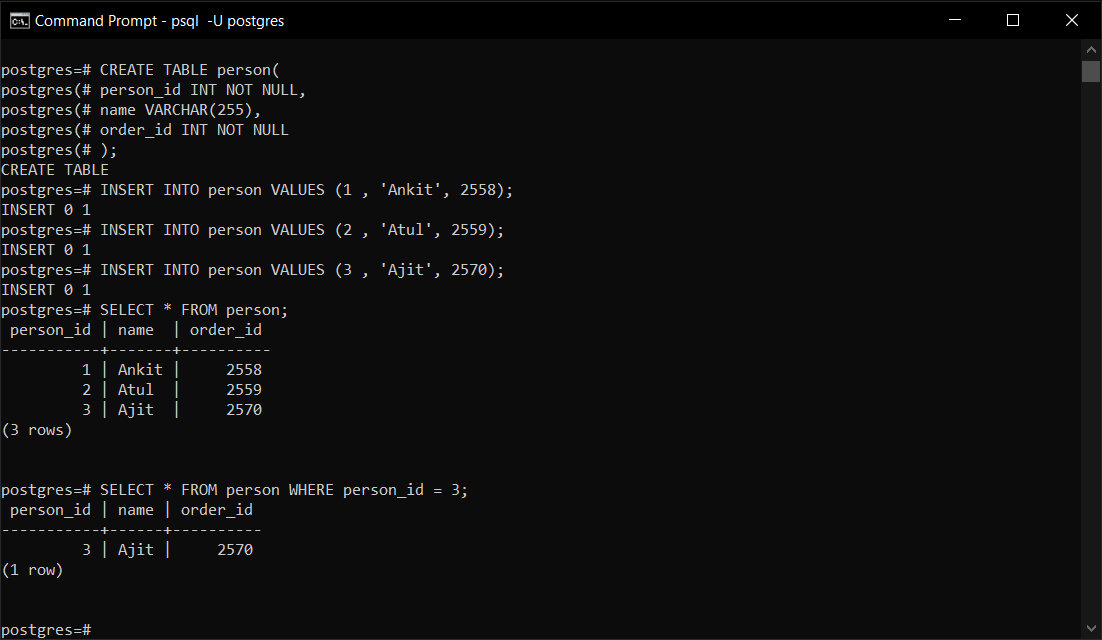 Command Prompt - psql  -U postgres
postgres=# CREATE TABLE person(
postgres(# person_id INT NOT NULL,
postgres(# name VARCHAR(255),
postgres(# order_id INT NOT NULL
postgres(# );
CREATE TABLE
postgres=# INSERT INTO person VALUES (1 , 'Ankit', 2558);
INSERT 0 1
postgres=# INSERT INTO person VALUES (2 , 'Atul', 2559);
INSERT 0 1
postgres=# INSERT INTO person VALUES (3 , 'Ajit', 2570);
INSERT 0 1
postgres=# SELECT * FROM person;
 person_id | name  | order_id
-----------+-------+----------
         1 | Ankit |     2558
         2 | Atul  |     2559
         3 | Ajit  |     2570
(3 rows)
postgres=# SELECT * FROM person WHERE person_id = 3;
 person_id | name | order_id
-----------+------+----------
         3 | Ajit |     2570
(1 row)
postgres=#